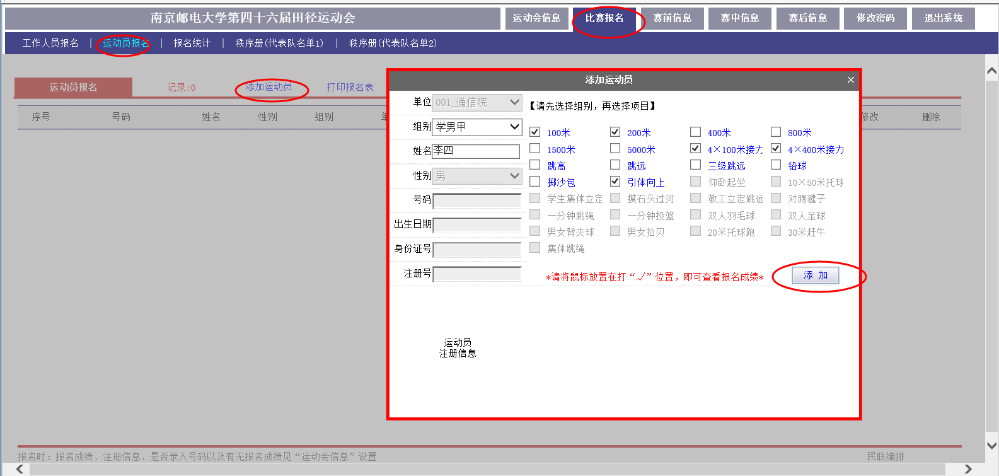 南京邮电大学第四十六届田径运动会
运动会信息 比赛报名 赛前信息 赛中信息 赛后信息 修改密码 退出系统
工作人员报名 | 运动员报名 | 报名统计 | 秩序册(代表队名单1) | 秩序册(代表队名单2)
运动员报名 记录:0 添加运动员 打印报名表
序号 号码 姓名 性别 组别 修改 删除
添加运动员 ×
单位 001_通信院 【请先选择组别，再选择项目】
组别 学男甲
100米 200米 400米 800米
姓名 李四
1500米 5000米 4×100米接力 4×400米接力
跳高 跳远 三级跳远 铅球
性别 男
掷沙包 引体向上 仰卧起坐 10×50米托球
号码
学生集体立定 摸石头过河 教工立定跳远 对踢毽子
一分钟跳绳 一分钟投篮 双人羽毛球 双人足球
出生日期
男女背夹球 男女拾贝 20米托球跑 30米赶牛
身份证号
集体跳绳
注册号
*请将鼠标放置在打“√”位置，即可查看报名成绩*
添 加
运动员
注册信息
报名时：报名成绩、注册信息、是否录入号码以及有无报名成绩见“运动会信息”设置
民联编排